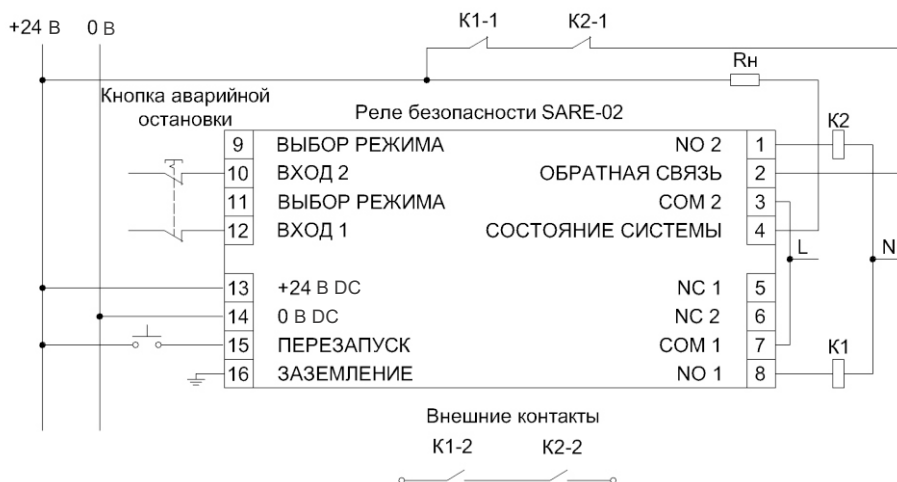 К1-1 К2-1
+24 В 0 В
Rн
Кнопка аварийной
остановки
Реле безопасности SARE-02
К2
9 ВЫБОР РЕЖИМА NO 2 1
10 ВХОД 2 ОБРАТНАЯ СВЯЗЬ 2
11 ВЫБОР РЕЖИМА COM 2 3
12 ВХОД 1 СОСТОЯНИЕ СИСТЕМЫ 4
L N
13 +24 В DC NC 1 5
14 0 В DC NC 2 6
15 ПЕРЕЗАПУСК COM 1 7
К1
16 ЗАЗЕМЛЕНИЕ NO 1 8
Внешние контакты
К1-2 К2-2